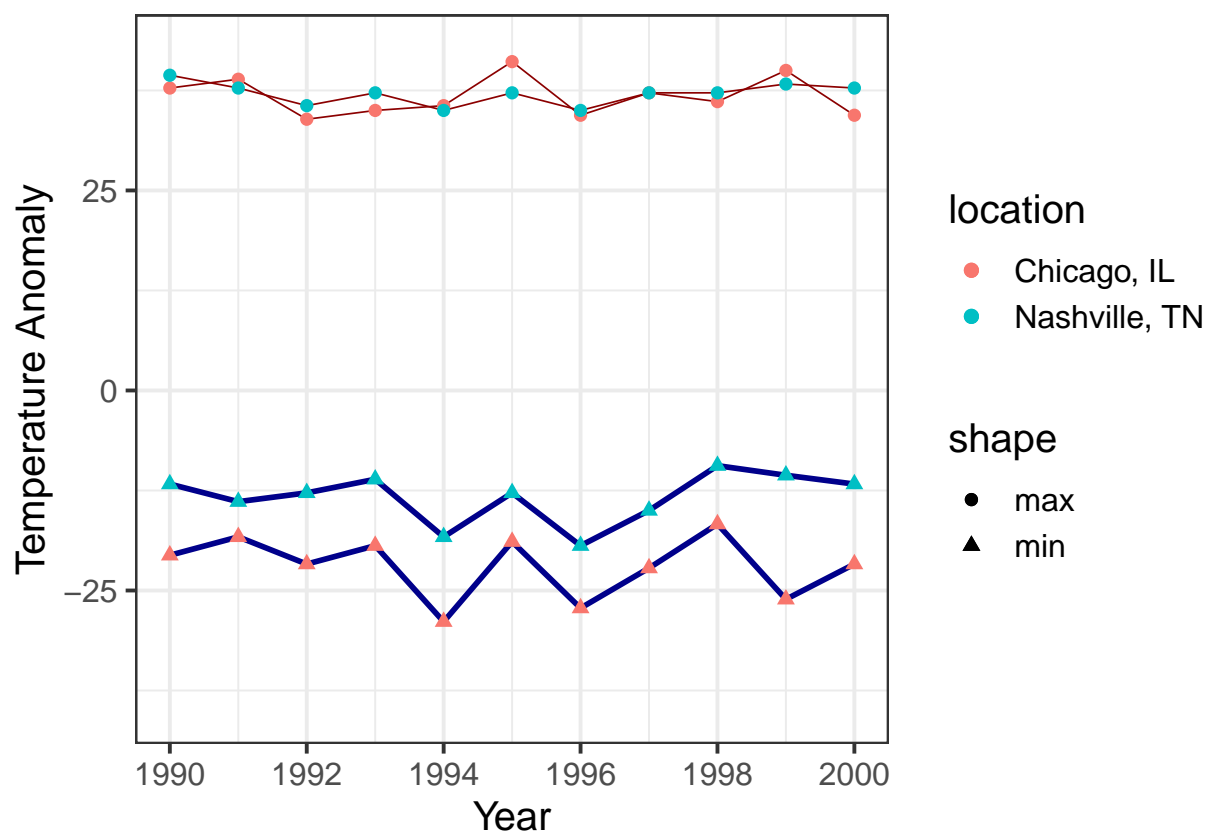 Temperature Anomaly
25
0
−25
1990 1992 1994 1996 1998 2000
Year
location
Chicago, IL
Nashville, TN
shape
max
min